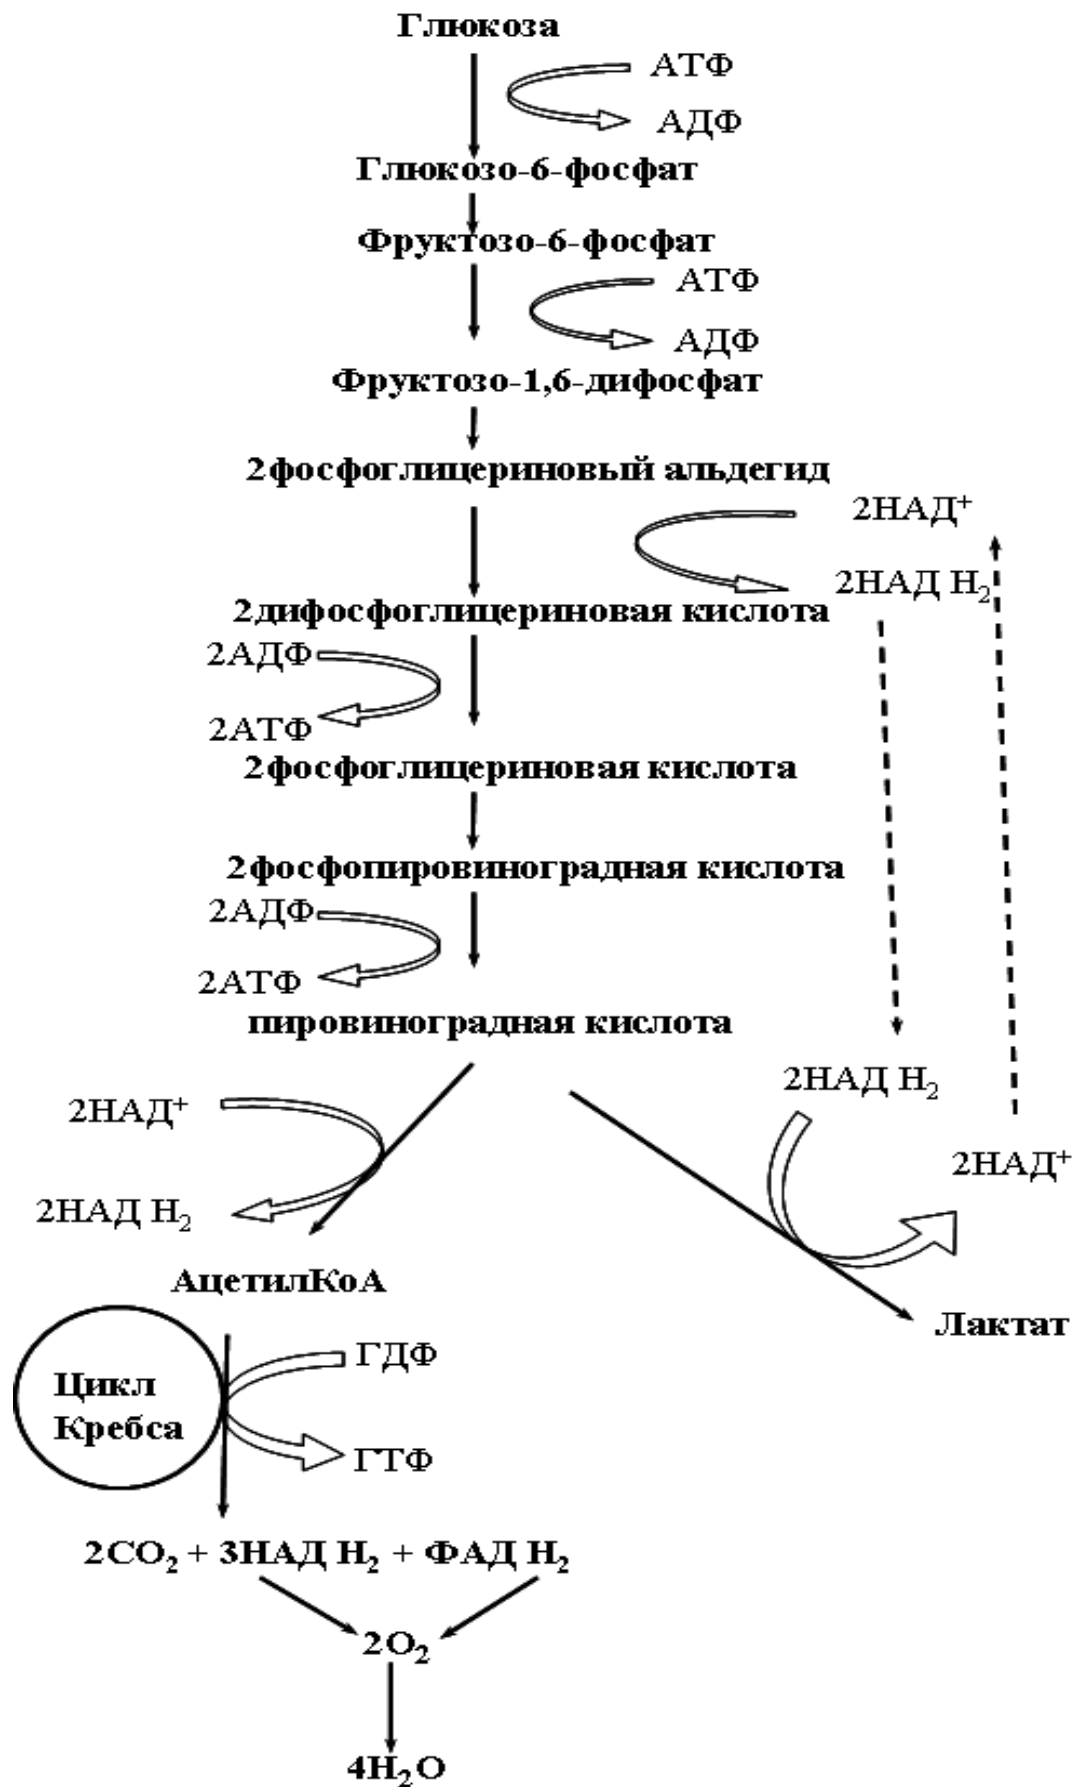 Глюкоза
АТФ
АДФ
Глюкозо-6-фосфат
Фруктозо-6-фосфат
АТФ
АДФ
Фруктозо-1,6-дифосфат
2фосфоглицериновый альдегид
2НАД⁺
2НАД Н₂
2дифосфоглицериновая кислота
2АДФ
2АТФ
2фосфоглицериновая кислота
2фосфопировиноградная кислота
2АДФ
2АТФ
пировиноградная кислота
2НАД Н₂
2НАД⁺
2НАД⁺
2НАД Н₂
АцетилКоА
Лактат
ГДФ
Цикл
Кребса
ГТФ
2СО₂ + 3НАД Н₂ + ФАД Н₂
2О₂
4Н₂О